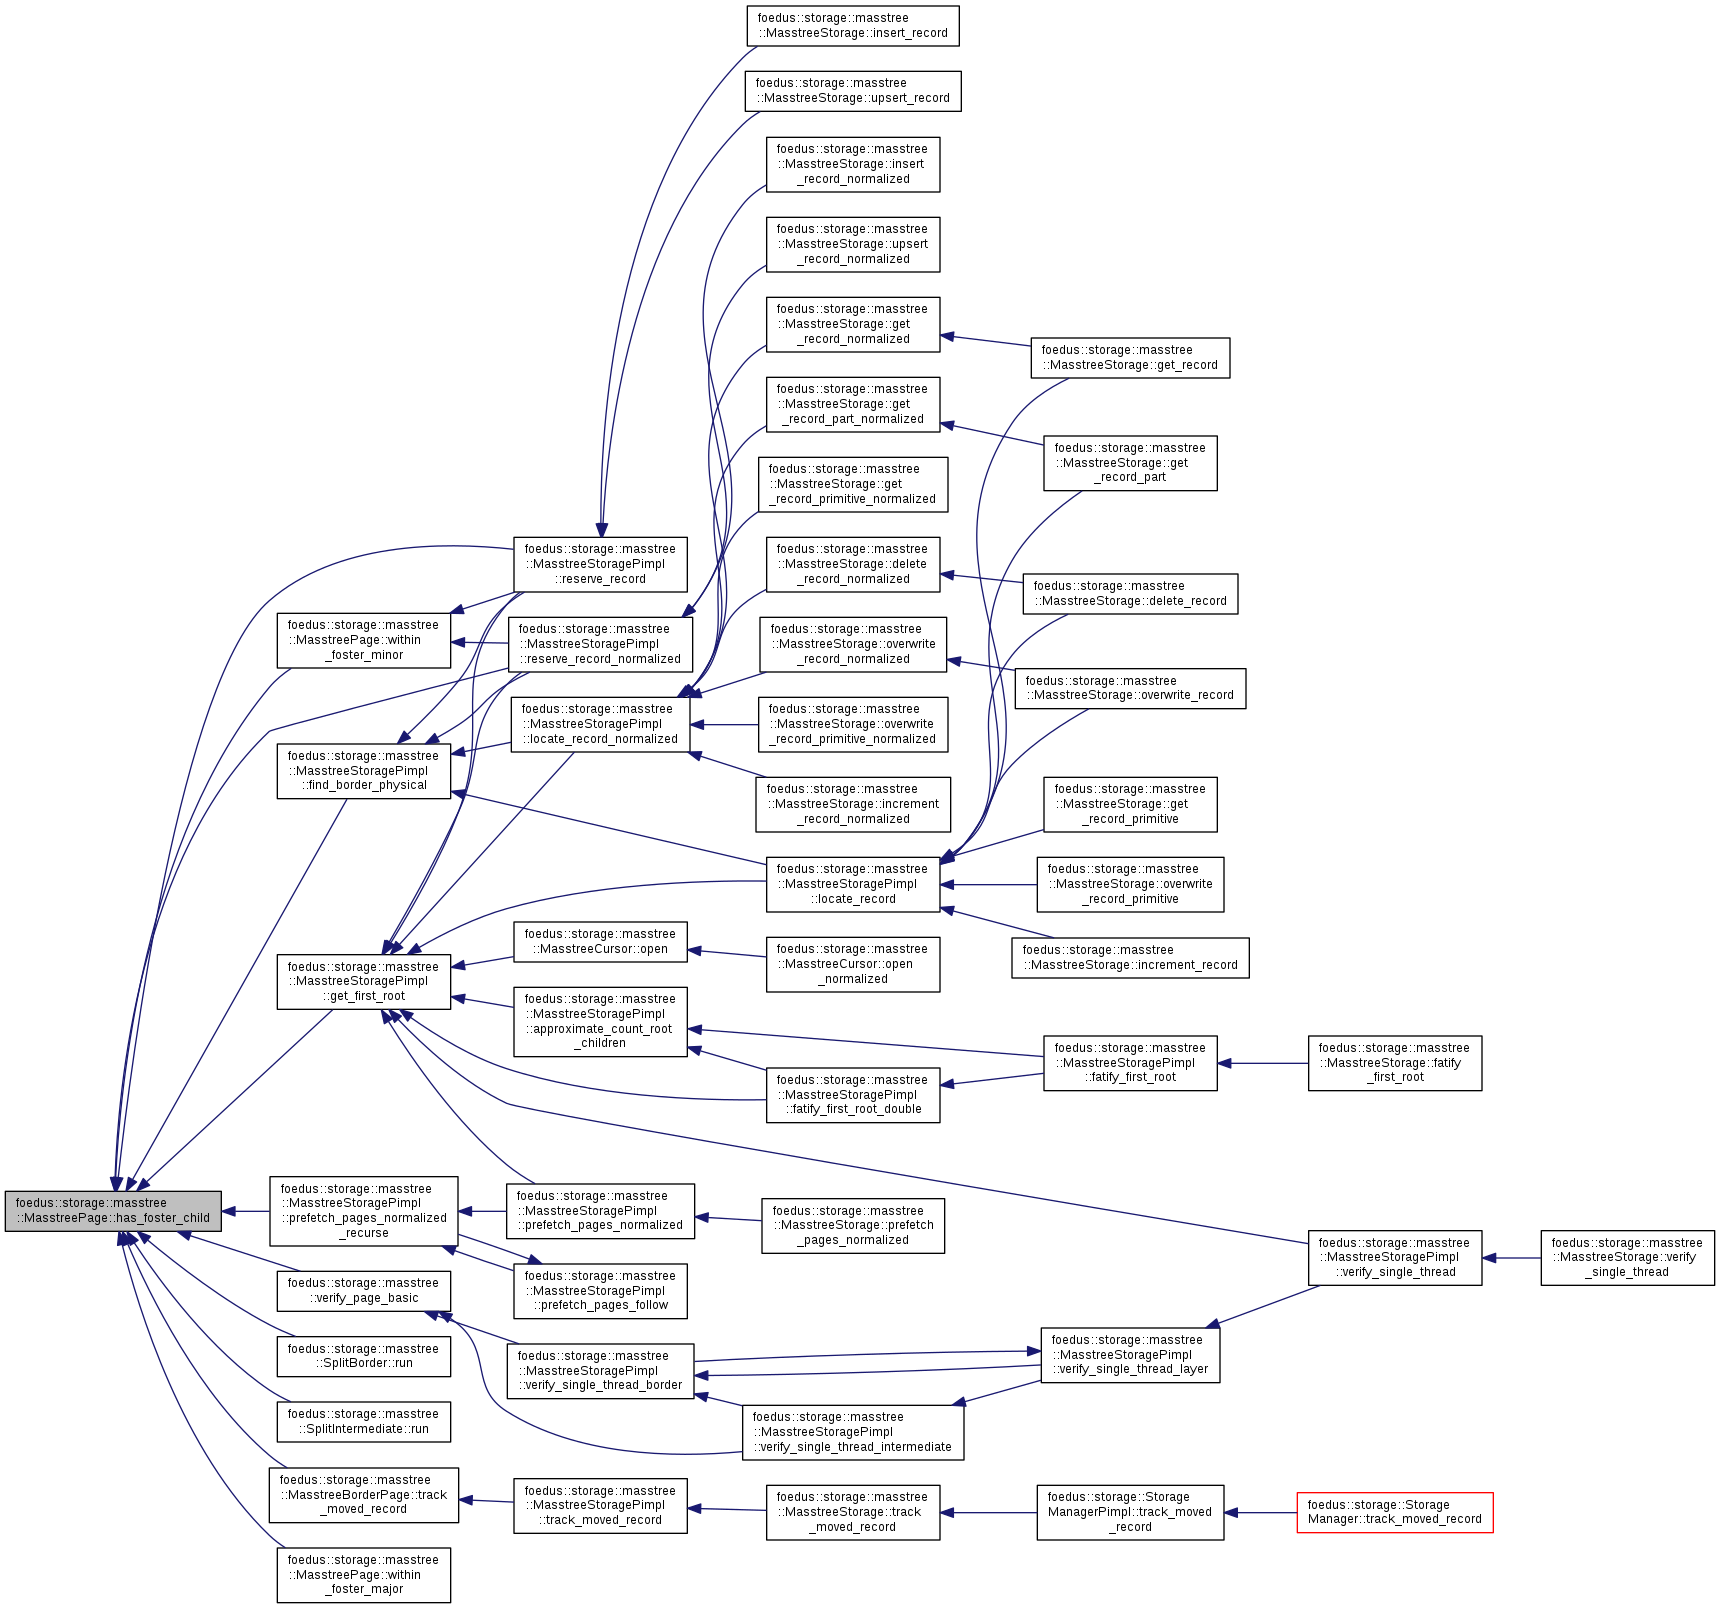 foedus::storage::masstree
::MasstreeStorage::insert_record
foedus::storage::masstree
::MasstreeStorage::upsert_record
foedus::storage::masstree
::MasstreeStorage::insert
_record_normalized
foedus::storage::masstree
::MasstreeStorage::upsert
_record_normalized
foedus::storage::masstree
::MasstreeStorage::get
_record_normalized
foedus::storage::masstree
::MasstreeStorage::get_record
foedus::storage::masstree
::MasstreeStorage::get
_record_part_normalized
foedus::storage::masstree
::MasstreeStorage::get
_record_part
foedus::storage::masstree
::MasstreeStorage::get
_record_primitive_normalized
foedus::storage::masstree
::MasstreeStoragePimpl
::reserve_record
foedus::storage::masstree
::MasstreeStorage::delete
_record_normalized
foedus::storage::masstree
::MasstreeStorage::delete_record
foedus::storage::masstree
::MasstreePage::within
_foster_minor
foedus::storage::masstree
::MasstreeStoragePimpl
::reserve_record_normalized
foedus::storage::masstree
::MasstreeStorage::overwrite
_record_normalized
foedus::storage::masstree
::MasstreeStorage::overwrite_record
foedus::storage::masstree
::MasstreeStoragePimpl
::locate_record_normalized
foedus::storage::masstree
::MasstreeStorage::overwrite
_record_primitive_normalized
foedus::storage::masstree
::MasstreeStoragePimpl
::find_border_physical
foedus::storage::masstree
::MasstreeStorage::increment
_record_normalized
foedus::storage::masstree
::MasstreeStorage::get
_record_primitive
foedus::storage::masstree
::MasstreeStoragePimpl
::locate_record
foedus::storage::masstree
::MasstreeStorage::overwrite
_record_primitive
foedus::storage::masstree
::MasstreeStorage::increment_record
foedus::storage::masstree
::MasstreeCursor::open
foedus::storage::masstree
::MasstreeCursor::open
_normalized
foedus::storage::masstree
::MasstreeStoragePimpl
::get_first_root
foedus::storage::masstree
::MasstreeStoragePimpl
::approximate_count_root
_children
foedus::storage::masstree
::MasstreeStoragePimpl
::fatify_first_root
foedus::storage::masstree
::MasstreeStorage::fatify
_first_root
foedus::storage::masstree
::MasstreeStoragePimpl
::fatify_first_root_double
foedus::storage::masstree
::MasstreePage::has_foster_child
foedus::storage::masstree
::MasstreeStoragePimpl
::prefetch_pages_normalized
_recurse
foedus::storage::masstree
::MasstreeStoragePimpl
::prefetch_pages_normalized
foedus::storage::masstree
::MasstreeStorage::prefetch
_pages_normalized
foedus::storage::masstree
::MasstreeStoragePimpl
::verify_single_thread
foedus::storage::masstree
::MasstreeStorage::verify
_single_thread
foedus::storage::masstree
::verify_page_basic
foedus::storage::masstree
::MasstreeStoragePimpl
::prefetch_pages_follow
foedus::storage::masstree
::SplitBorder::run
foedus::storage::masstree
::MasstreeStoragePimpl
::verify_single_thread_border
foedus::storage::masstree
::MasstreeStoragePimpl
::verify_single_thread_layer
foedus::storage::masstree
::SplitIntermediate::run
foedus::storage::masstree
::MasstreeStoragePimpl
::verify_single_thread_intermediate
foedus::storage::masstree
::MasstreeBorderPage::track
_moved_record
foedus::storage::masstree
::MasstreeStoragePimpl
::track_moved_record
foedus::storage::masstree
::MasstreeStorage::track
_moved_record
foedus::storage::Storage
ManagerPimpl::track_moved
_record
foedus::storage::Storage
Manager::track_moved_record
foedus::storage::masstree
::MasstreePage::within
_foster_major